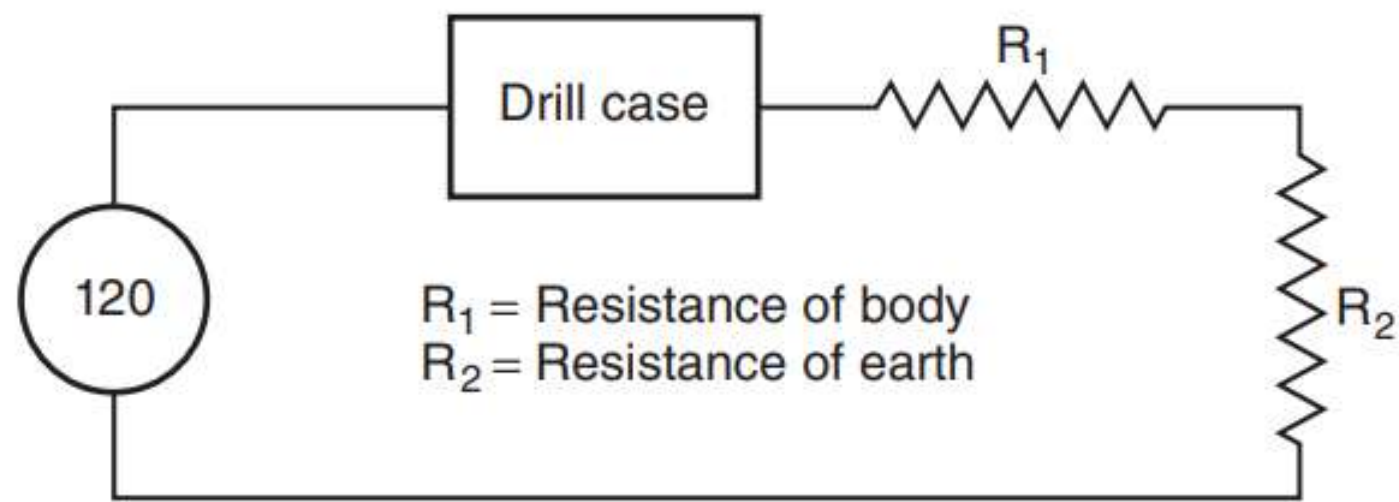 Drill case
R₁
120
R₁ = Resistance of body
R₂ = Resistance of earth
R₂